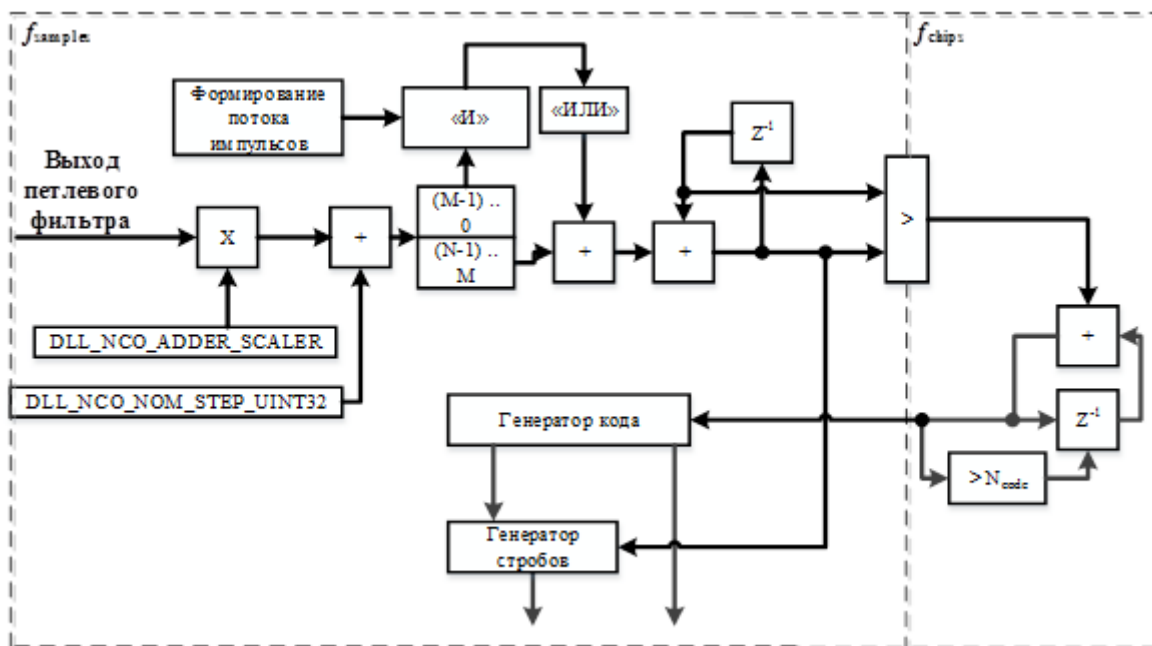 fsamples
fchips
Формирование
потока
импульсов
«И»
«ИЛИ»
Z-1
Выход
петлевого
фильтра
X
+
(M-1) ..
0
(N-1) ..
M
+
+
>
DLL_NCO_ADDER_SCALER
DLL_NCO_NOM_STEP_UINT32
+
Генератор кода
Z-1
>Ncode
Генератор
стробов